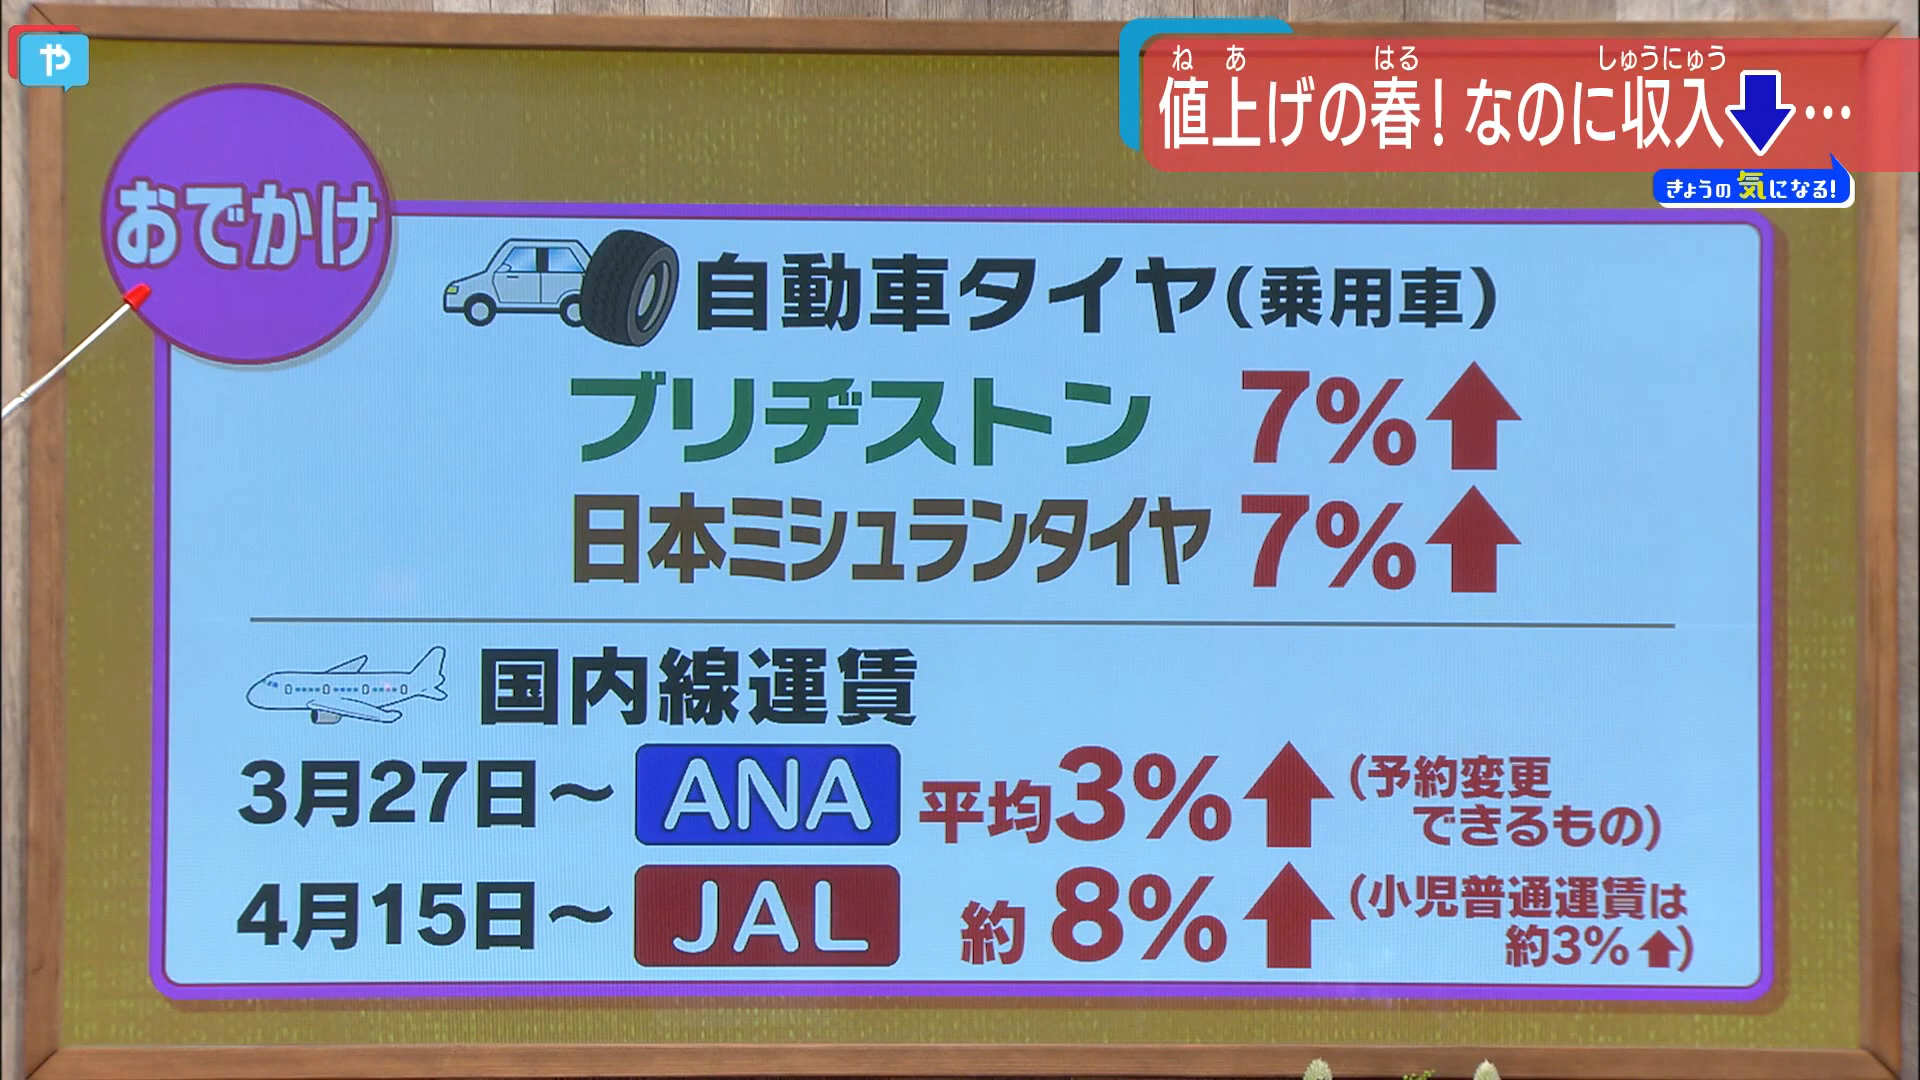 や
ね あ はる しゅうにゅう
値上げの春！なのに収入⬇…
きょうの気になる！
おでかけ
自動車タイヤ(乗用車)
ブリヂストン 7%⬆
日本ミシュランタイヤ 7%⬆
国内線運賃
3月27日〜 ANA 平均3%⬆(予約変更
できるもの)
4月15日〜 JAL 約8%⬆(小児普通運賃は
約3%⬆)